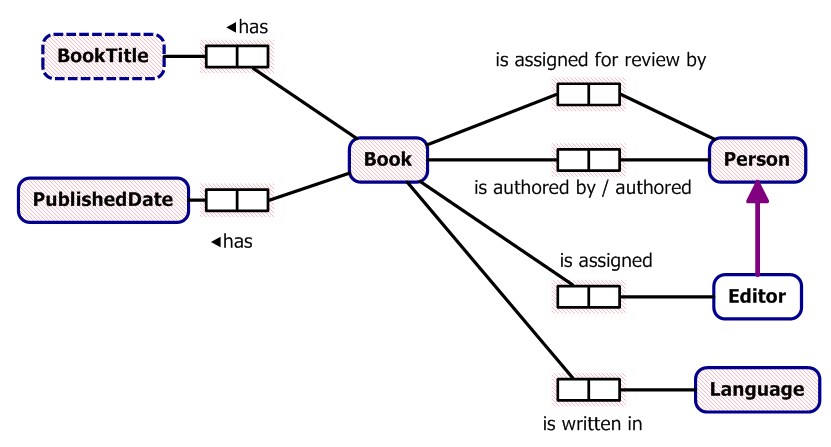 ◄has
BookTitle
is assigned for review by
Book
Person
is authored by / authored
PublishedDate
◄has
is assigned
Editor
Language
is written in